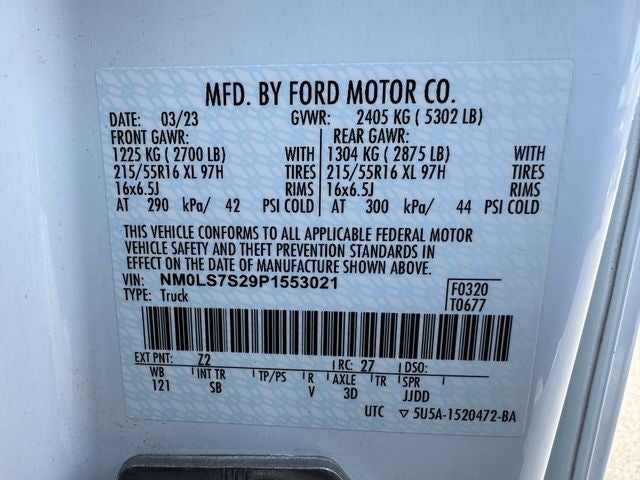 MFD. BY FORD MOTOR CO.
DATE: 03/23 GVWR: 2405 KG ( 5302 LB)
FRONT GAWR: REAR GAWR:
1225 KG ( 2700 LB) WITH 1304 KG ( 2875 LB) WITH
215/55R16 XL 97H TIRES 215/55R16 XL 97H TIRES
16x6.5J RIMS 16x6.5J RIMS
AT 290 kPa/ 42 PSI COLD AT 300 kPa/ 44 PSI COLD
THIS VEHICLE CONFORMS TO ALL APPLICABLE FEDERAL MOTOR
VEHICLE SAFETY AND THEFT PREVENTION STANDARDS IN
EFFECT ON THE DATE OF MANUFACTURE SHOWN ABOVE.
VIN: NM0LS7S29P1553021 F0320
TYPE: Truck T0677
EXT PNT: Z2 RC: 27 DSO:
WB INT TR TP/PS R AXLE TR SPR
121 SB V 3D JJDD
UTC ▽5U5A-1520472-BA